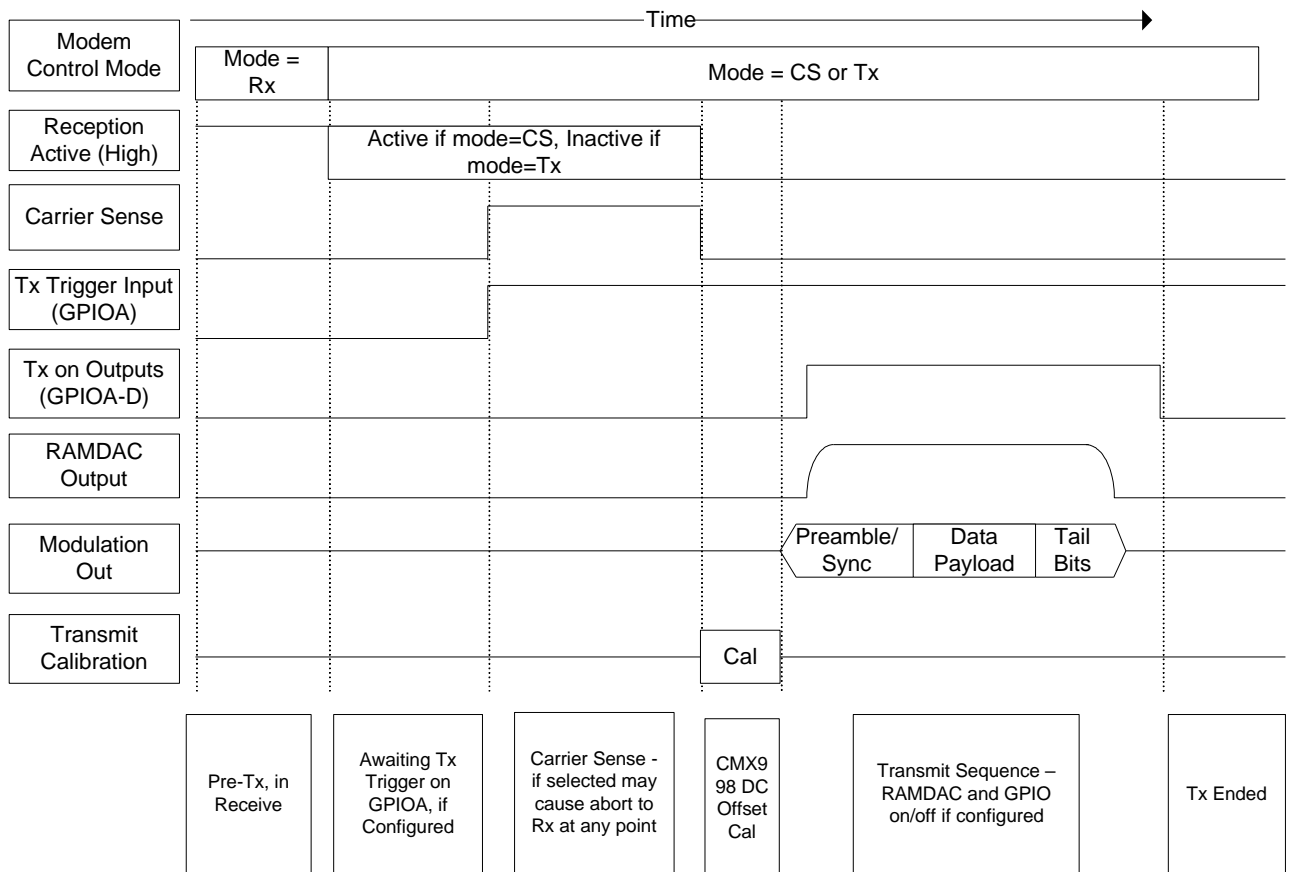 Time
Modem
Control Mode
Mode =
Rx
Mode = CS or Tx
Reception
Active (High)
Active if mode=CS, Inactive if
mode=Tx
Carrier Sense
Tx Trigger Input
(GPIOA)
Tx on Outputs
(GPIOA-D)
RAMDAC
Output
Modulation
Out
Preamble/
Sync
Data
Payload
Tail
Bits
Transmit
Calibration
Cal
Pre-Tx, in
Receive
Awaiting Tx
Trigger on
GPIOA, if
Configured
Carrier Sense -
if selected may
cause abort to
Rx at any point
CMX9
98 DC
Offset
Cal
Transmit Sequence –
RAMDAC and GPIO
on/off if configured
Tx Ended